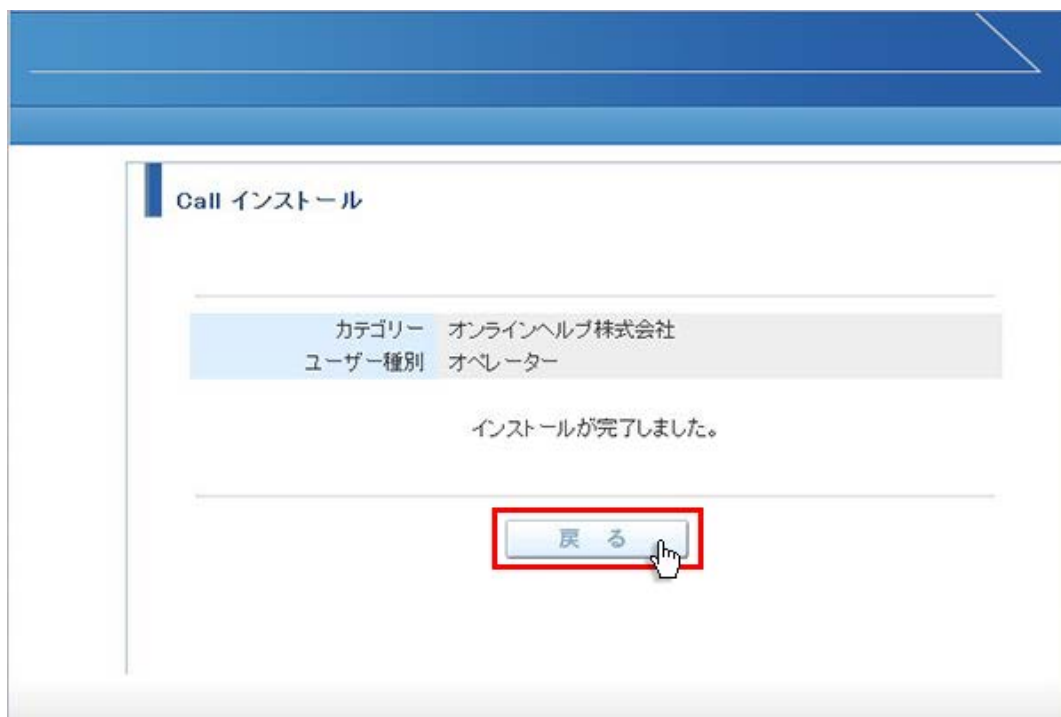 Call インストール
カテゴリー オンラインヘルプ株式会社
ユーザー種別 オペレーター
インストールが完了しました。
戻 る